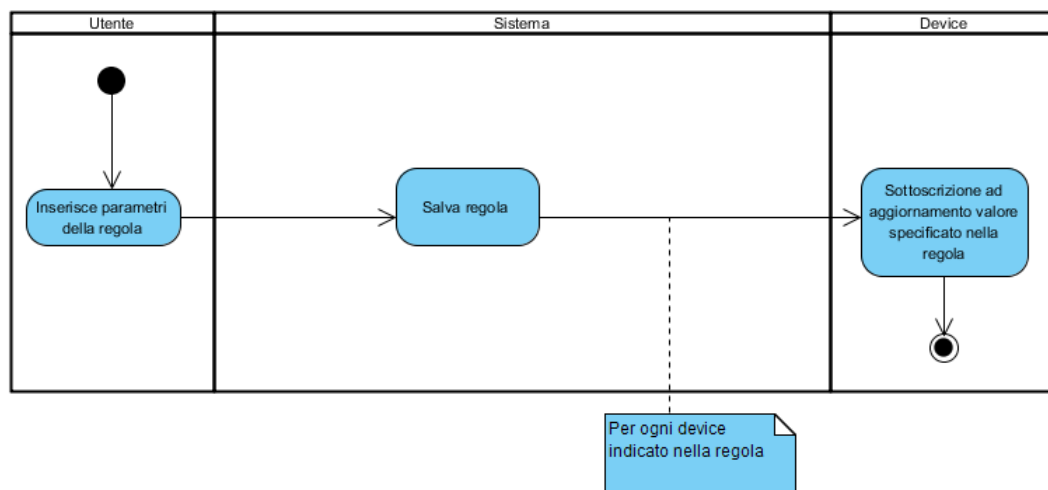 Utente
Sistema
Device
Inserisce parametri
della regola
Salva regola
Sottoscrizione ad
aggiornamento valore
specificato nella
regola
Per ogni device
indicato nella regola